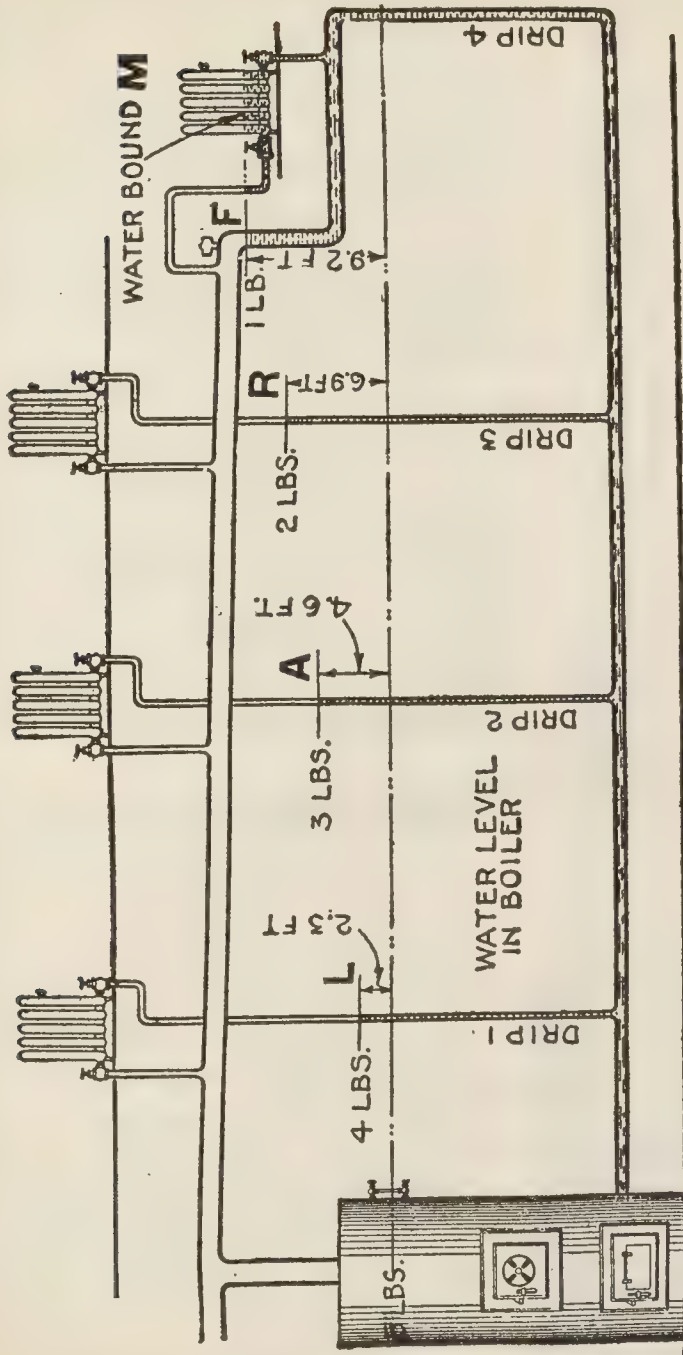 WATER BOUND M
F
1 LB.
9.2 FT
R
2 LBS.
6.9 FT
A
3 LBS.
4.6 FT.
L
4 LBS.
2.3 FT
LBS.
WATER LEVEL
IN BOILER
DRIP 1
DRIP 2
DRIP 3
DRIP 4